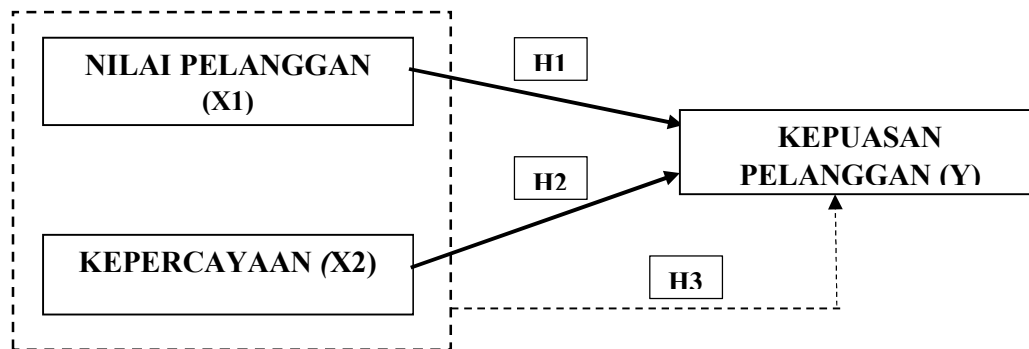 NILAI PELANGGAN
(X1)
H1
KEPUASAN
PELANGGAN (Y)
H2
KEPERCAYAAN (X2)
H3